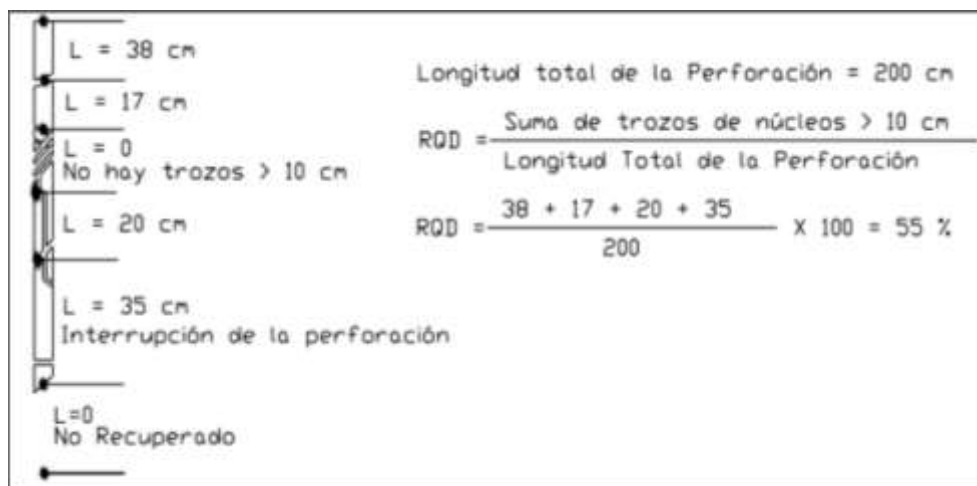 L = 38 cm
L = 17 cm
L = 0
No hay trozos > 10 cm
L = 20 cm
L = 35 cm
Interrupción de la perforación
L=0
No Recuperado
Longitud total de la Perforación = 200 cm
RQD = Suma de trozos de núcleos > 10 cm
Longitud Total de la Perforación
RQD = 38 + 17 + 20 + 35 X 100 = 55 %
200